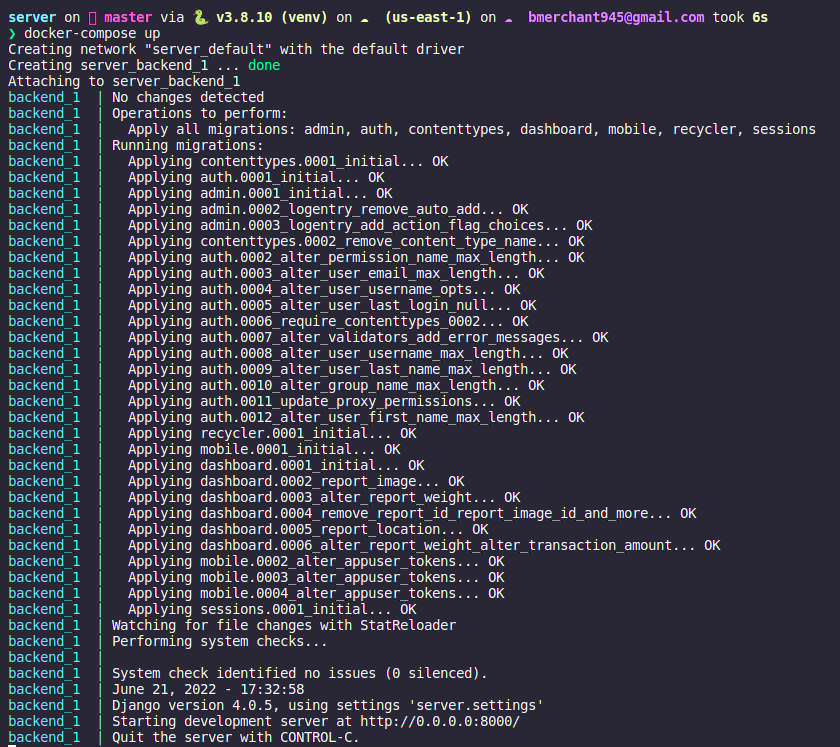 server on  master via 🐍 v3.8.10 (venv) on ☁ (us-east-1) on ☁ bmerchant945@gmail.com took 6s
❯ docker-compose up
Creating network "server_default" with the default driver
Creating server_backend_1 ... done
Attaching to server_backend_1
backend_1  | No changes detected
backend_1  | Operations to perform:
backend_1  |   Apply all migrations: admin, auth, contenttypes, dashboard, mobile, recycler, sessions
backend_1  | Running migrations:
backend_1  |   Applying contenttypes.0001_initial... OK
backend_1  |   Applying auth.0001_initial... OK
backend_1  |   Applying admin.0001_initial... OK
backend_1  |   Applying admin.0002_logentry_remove_auto_add... OK
backend_1  |   Applying admin.0003_logentry_add_action_flag_choices... OK
backend_1  |   Applying contenttypes.0002_remove_content_type_name... OK
backend_1  |   Applying auth.0002_alter_permission_name_max_length... OK
backend_1  |   Applying auth.0003_alter_user_email_max_length... OK
backend_1  |   Applying auth.0004_alter_user_username_opts... OK
backend_1  |   Applying auth.0005_alter_user_last_login_null... OK
backend_1  |   Applying auth.0006_require_contenttypes_0002... OK
backend_1  |   Applying auth.0007_alter_validators_add_error_messages... OK
backend_1  |   Applying auth.0008_alter_user_username_max_length... OK
backend_1  |   Applying auth.0009_alter_user_last_name_max_length... OK
backend_1  |   Applying auth.0010_alter_group_name_max_length... OK
backend_1  |   Applying auth.0011_update_proxy_permissions... OK
backend_1  |   Applying auth.0012_alter_user_first_name_max_length... OK
backend_1  |   Applying recycler.0001_initial... OK
backend_1  |   Applying mobile.0001_initial... OK
backend_1  |   Applying dashboard.0001_initial... OK
backend_1  |   Applying dashboard.0002_report_image... OK
backend_1  |   Applying dashboard.0003_alter_report_weight... OK
backend_1  |   Applying dashboard.0004_remove_report_id_report_image_id_and_more... OK
backend_1  |   Applying dashboard.0005_report_location... OK
backend_1  |   Applying dashboard.0006_alter_report_weight_alter_transaction_amount... OK
backend_1  |   Applying mobile.0002_alter_appuser_tokens... OK
backend_1  |   Applying mobile.0003_alter_appuser_tokens... OK
backend_1  |   Applying mobile.0004_alter_appuser_tokens... OK
backend_1  |   Applying sessions.0001_initial... OK
backend_1  | Watching for file changes with StatReloader
backend_1  | Performing system checks...
backend_1  |
backend_1  | System check identified no issues (0 silenced).
backend_1  | June 21, 2022 - 17:32:58
backend_1  | Django version 4.0.5, using settings 'server.settings'
backend_1  | Starting development server at http://0.0.0.0:8000/
backend_1  | Quit the server with CONTROL-C.